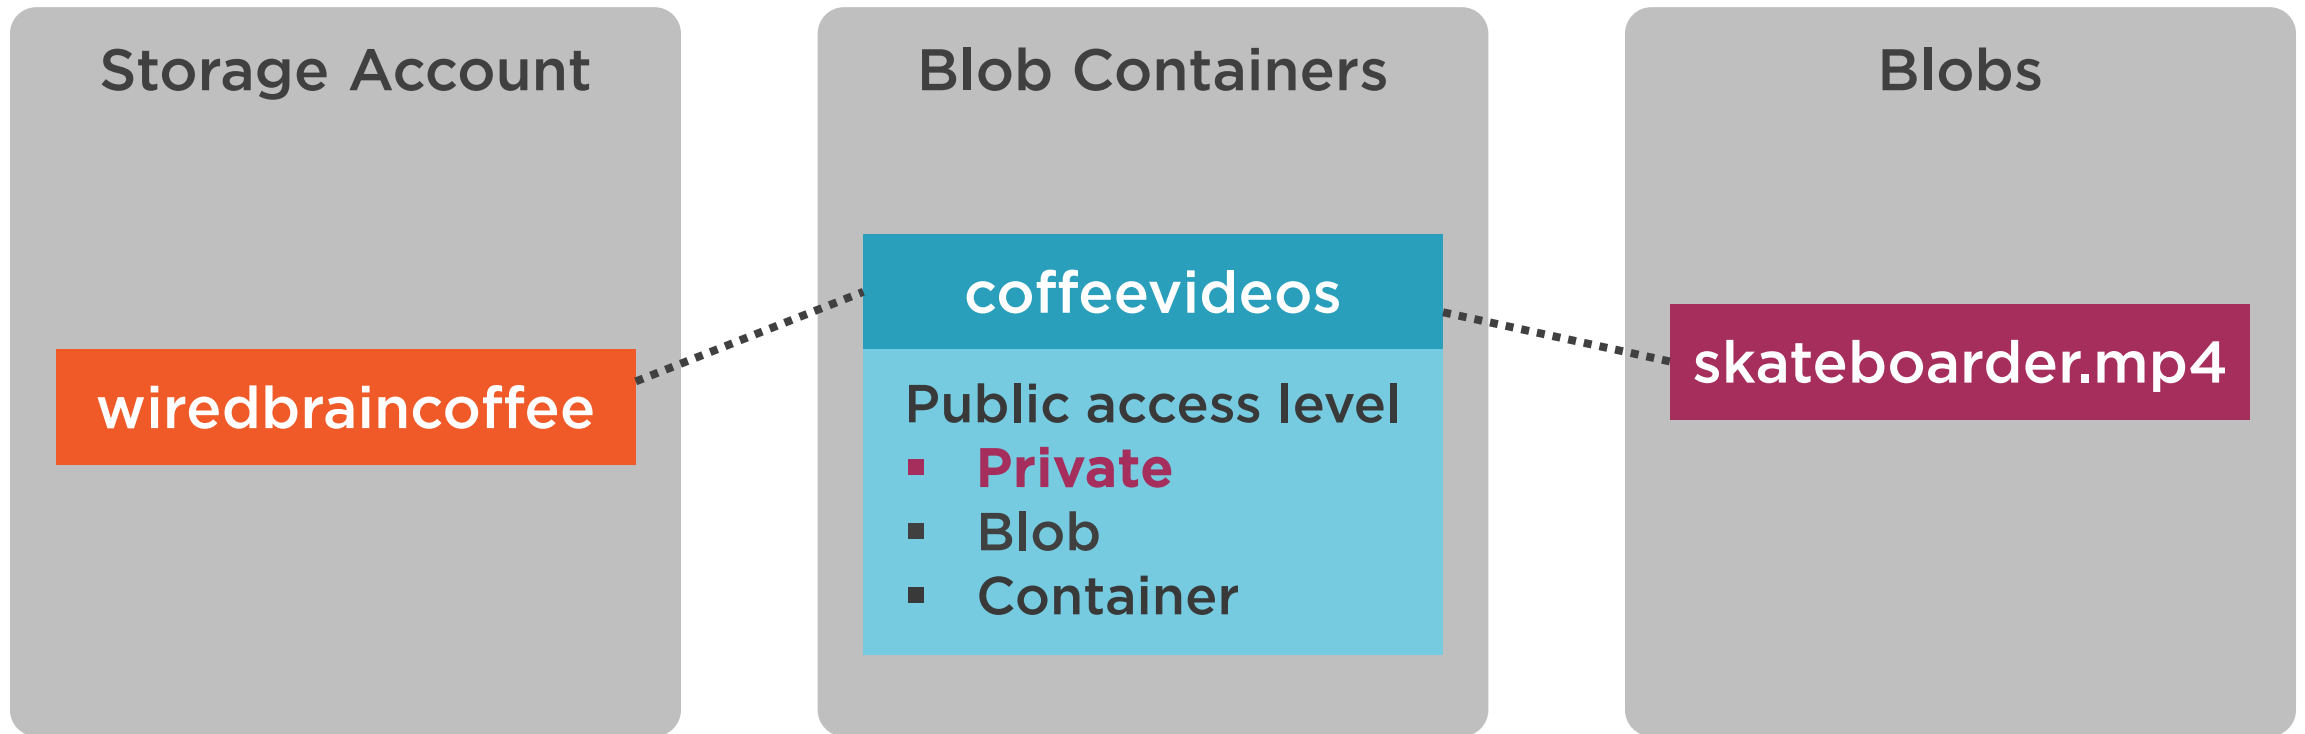 Storage Account
wiredbraincoffee
Blob Containers
coffeevideos
Public access level
▪ Private
▪ Blob
▪ Container
Blobs
skateboarder.mp4